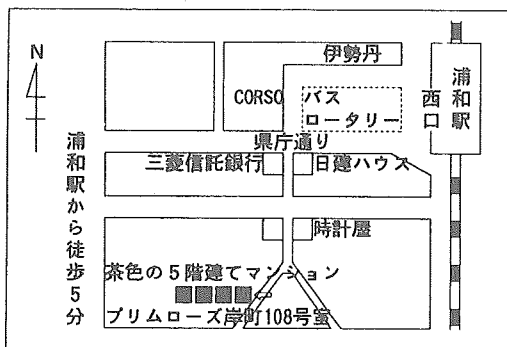 N
伊勢丹
CORSO
バス
ロータリー
浦和駅
西口
県庁通り
三菱信託銀行
日建ハウス
浦和駅から徒歩5分
時計屋
茶色の5階建てマンション
プリムローズ岸町108号室